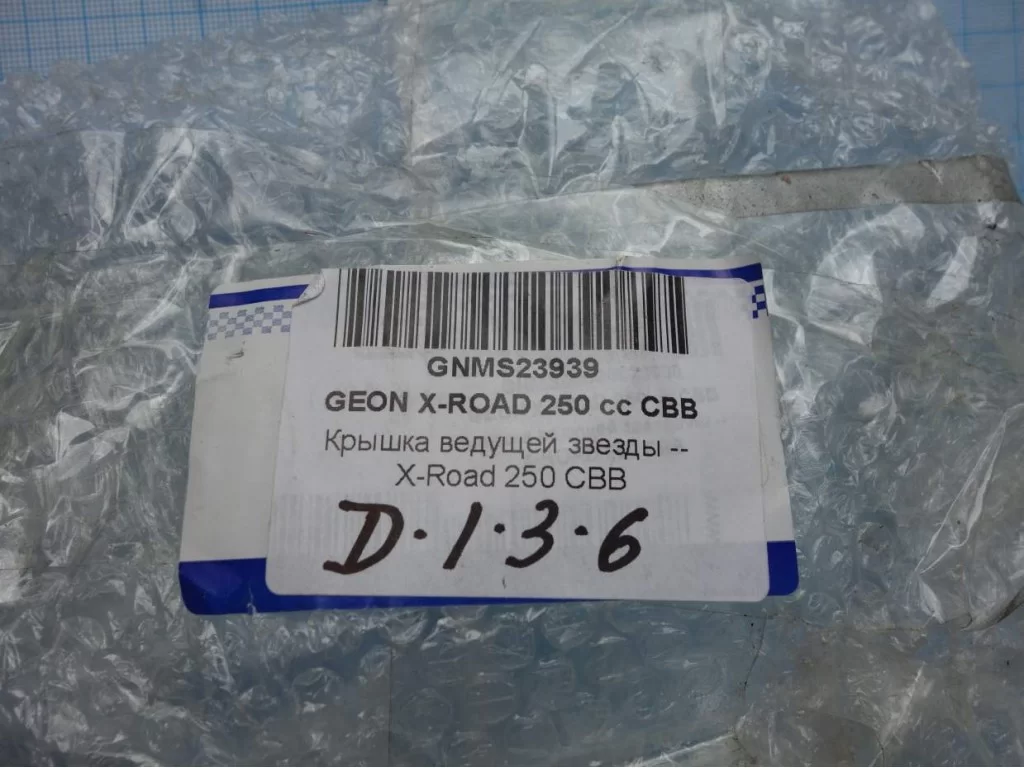 GNMS23939
GEON X-ROAD 250 cc CBB
Крышка ведущей звезды --
X-Road 250 CBB
D.1.3.6